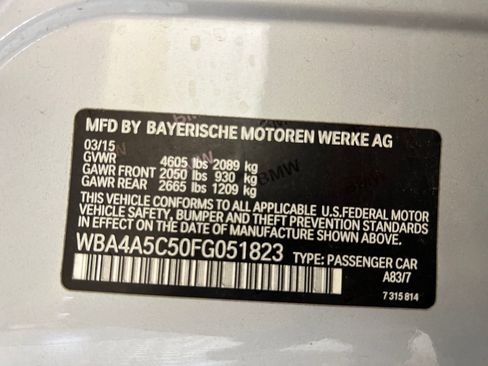 MFD BY BAYERISCHE MOTOREN WERKE AG
03/15
GVWR 4605 lbs 2089 kg
GAWR FRONT 2050 lbs 930 kg
GAWR REAR 2665 lbs 1209 kg
THIS VEHICLE CONFORMS TO ALL APPLICABLE U.S.FEDERAL MOTOR
VEHICLE SAFETY, BUMPER AND THEFT PREVENTION STANDARDS
IN EFFECT ON THE DATE OF MANUFACTURE SHOWN ABOVE.
WBA4A5C50FG051823 TYPE: PASSENGER CAR
A83/7
7 315 814
BMW